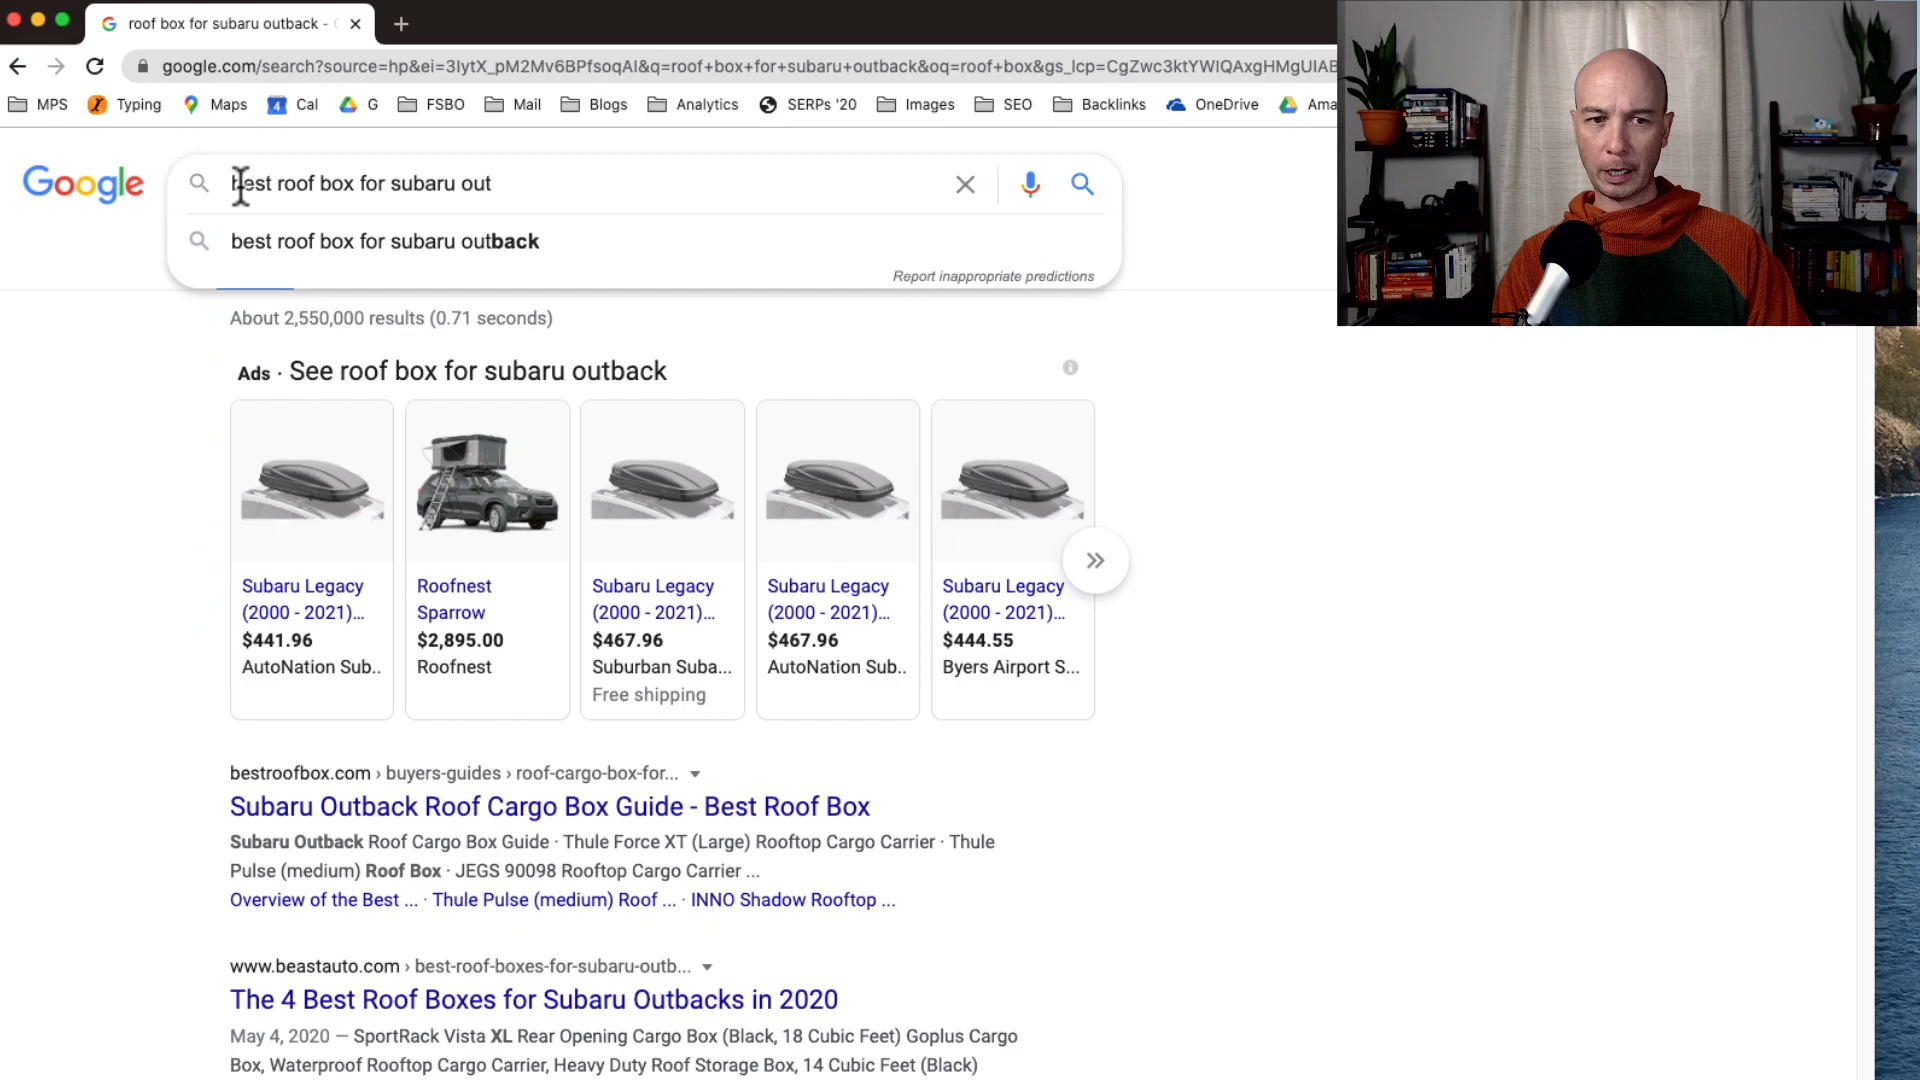 roof box for subaru outback -
google.com/search?source=hp&ei=3IytX_pM2Mv6BPfsoqAI&q=roof+box+for+subaru+outback&oq=roof+box&gs_lcp=CgZwc3ktYWIQAxgHMgUIAB
MPS Typing Maps Cal G FSBO Mail Blogs Analytics SERPs '20 Images SEO Backlinks OneDrive Ama
Google
best roof box for subaru out
best roof box for subaru outback
Report inappropriate predictions
About 2,550,000 results (0.71 seconds)
Ads · See roof box for subaru outback
Subaru Legacy (2000 - 2021)...
$441.96
AutoNation Sub..
Roofnest Sparrow
$2,895.00
Roofnest
Subaru Legacy (2000 - 2021)...
$467.96
Suburban Suba...
Free shipping
Subaru Legacy (2000 - 2021)...
$467.96
AutoNation Sub..
Subaru Legacy (2000 - 2021)...
$444.55
Byers Airport S...
bestroofbox.com › buyers-guides › roof-cargo-box-for...
Subaru Outback Roof Cargo Box Guide - Best Roof Box
Subaru Outback Roof Cargo Box Guide · Thule Force XT (Large) Rooftop Cargo Carrier · Thule
Pulse (medium) Roof Box · JEGS 90098 Rooftop Cargo Carrier ...
Overview of the Best ... · Thule Pulse (medium) Roof ... · INNO Shadow Rooftop ...
www.beastauto.com › best-roof-boxes-for-subaru-outb...
The 4 Best Roof Boxes for Subaru Outbacks in 2020
May 4, 2020 — SportRack Vista XL Rear Opening Cargo Box (Black, 18 Cubic Feet) Goplus Cargo
Box, Waterproof Rooftop Cargo Carrier, Heavy Duty Roof Storage Box, 14 Cubic Feet (Black)